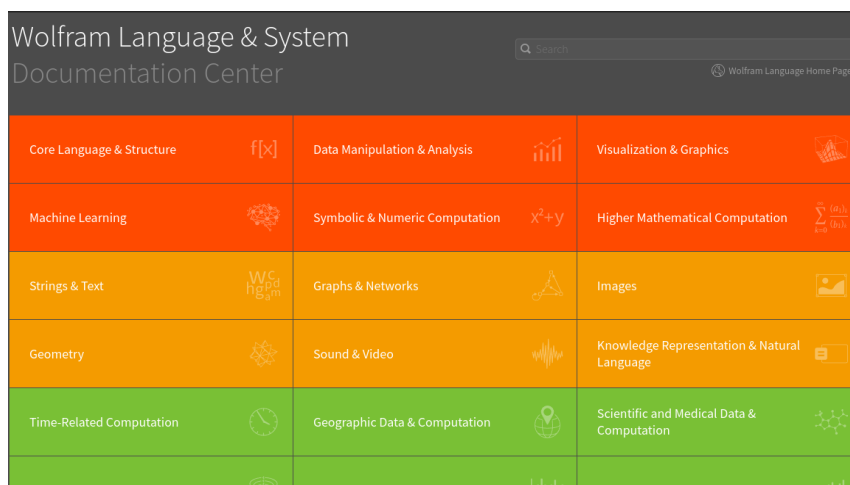 Wolfram Language & System
Documentation Center
Search
Wolfram Language Home Page
Core Language & Structure
f[x]
Data Manipulation & Analysis
Visualization & Graphics
Machine Learning
Symbolic & Numeric Computation
x²+y
Higher Mathematical Computation
Strings & Text
Graphs & Networks
Images
Geometry
Sound & Video
Knowledge Representation & Natural
Language
Time-Related Computation
Geographic Data & Computation
Scientific and Medical Data &
Computation